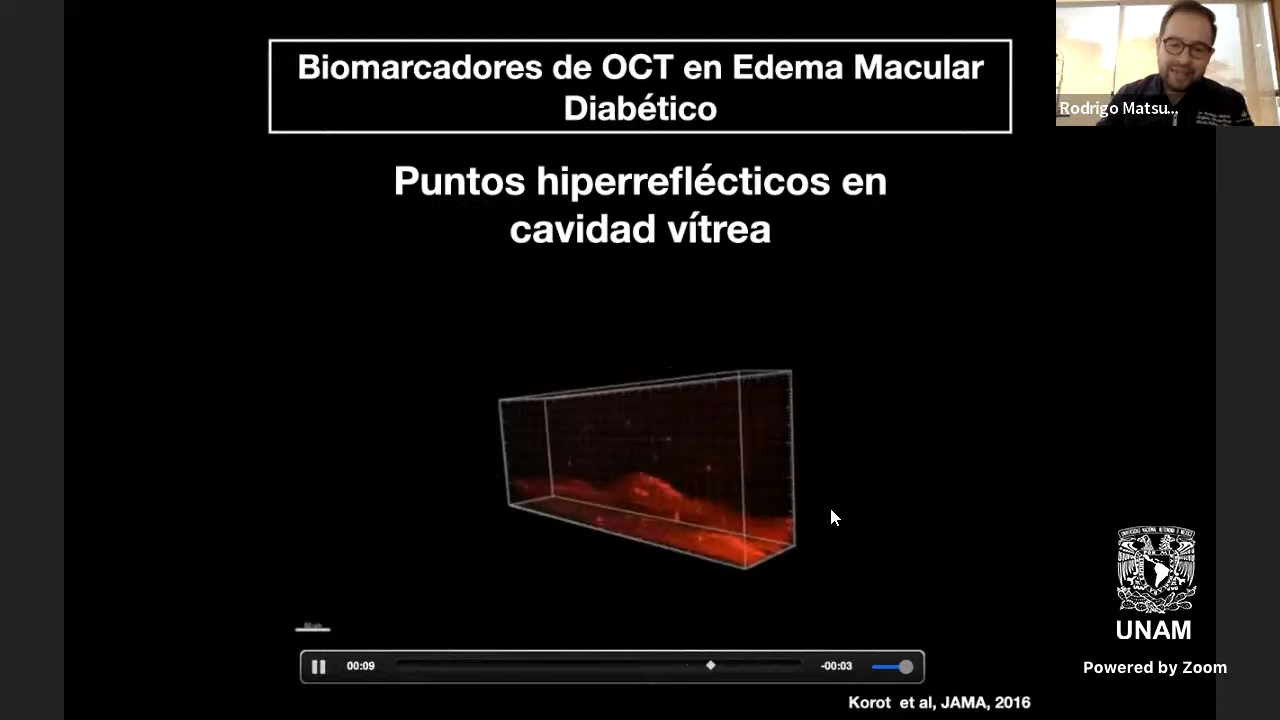 Biomarcadores de OCT en Edema Macular
Diabético
Puntos hiperreflécticos en
cavidad vítrea
Rodrigo Matsu...
00:09
-00:03
Korot et al, JAMA, 2016
UNAM
Powered by Zoom